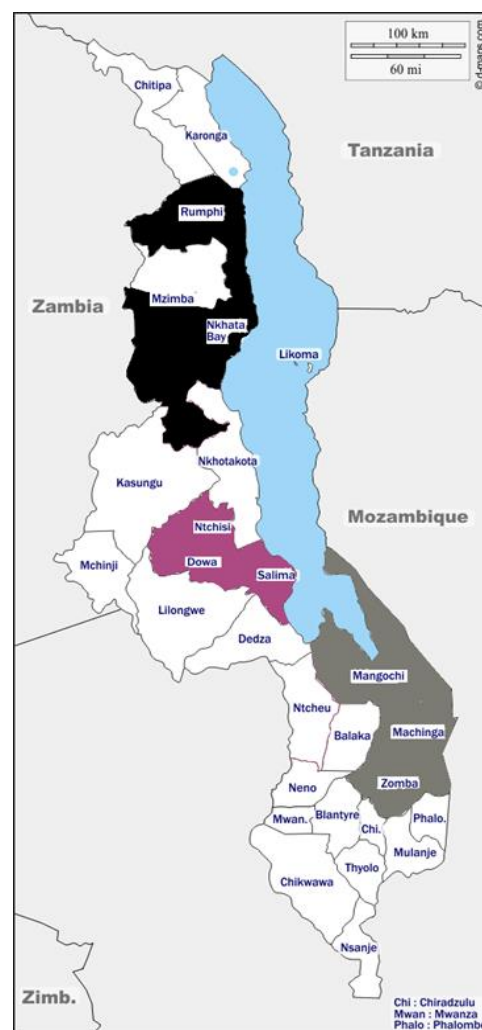 100 km
60 mi
© d-maps.com
Chitipa
Karonga
Tanzania
Rumphi
Mzimba
Zambia
Nkhata
Bay
Likoma
Nkhotakota
Kasungu
Mozambique
Ntchisi
Mchinji
Dowa
Salima
Lilongwe
Dedza
Mangochi
Ntcheu
Balaka
Machinga
Neno
Zomba
Mwan.
Blantyre
Chi.
Phalo.
Mulanje
Thyolo
Chikwawa
Nsanje
Zimb.
Chi : Chiradzulu
Mwan : Mwanza
Phalo : Phalombe